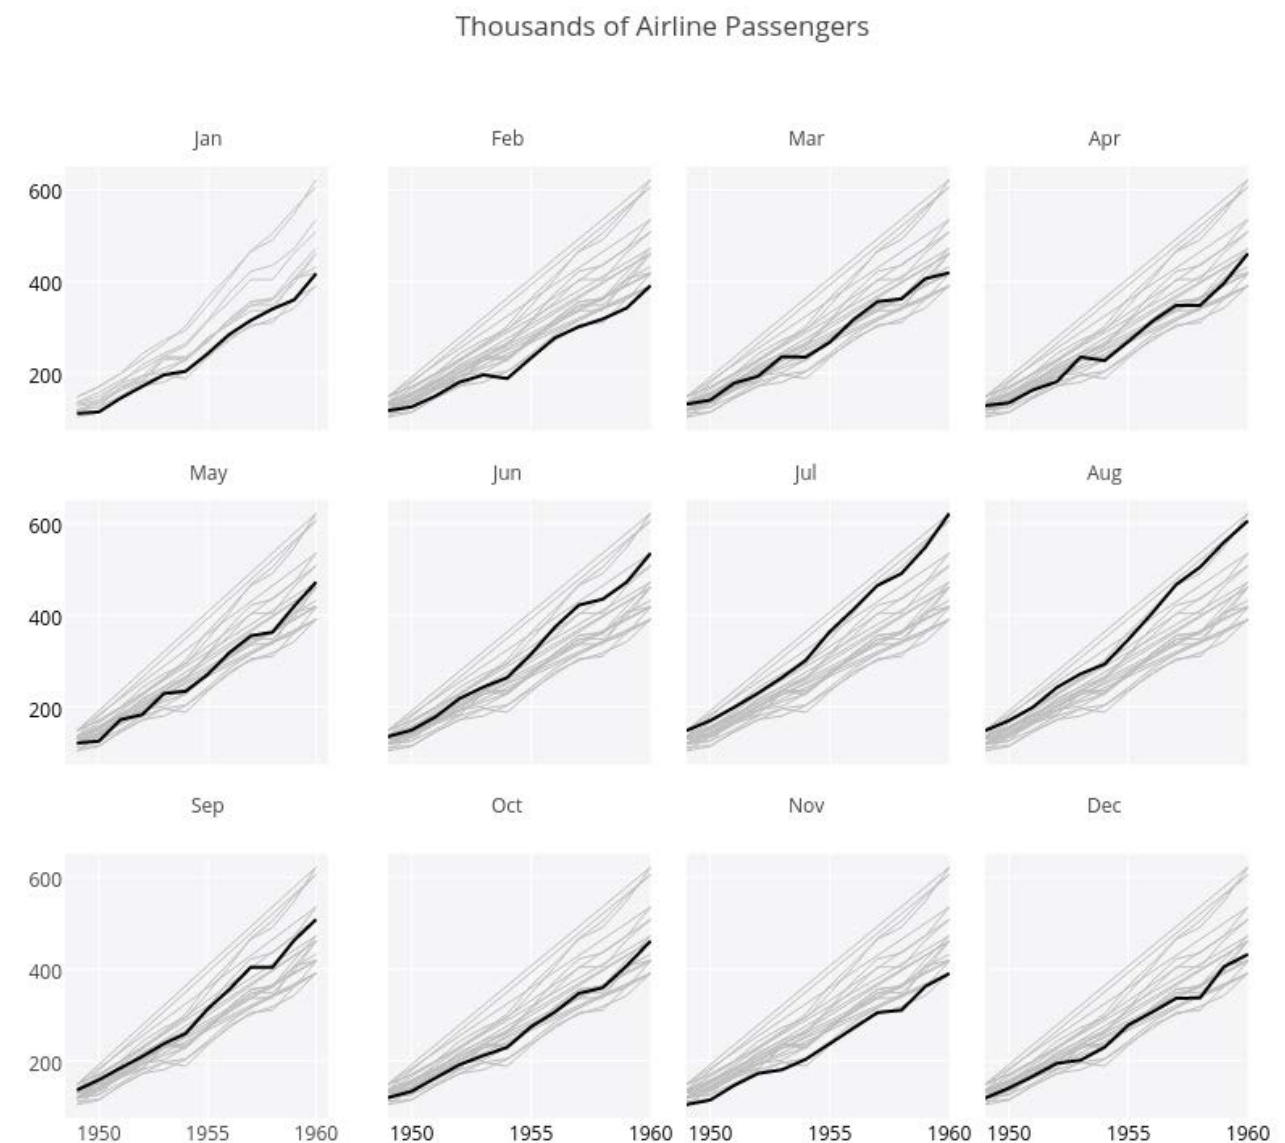 Thousands of Airline Passengers
Jan Feb Mar Apr
600
400
200
May Jun Jul Aug
600
400
200
Sep Oct Nov Dec
600
400
200
1950 1955 1960 1950 1955 1960 1950 1955 1960 1950 1955 1960